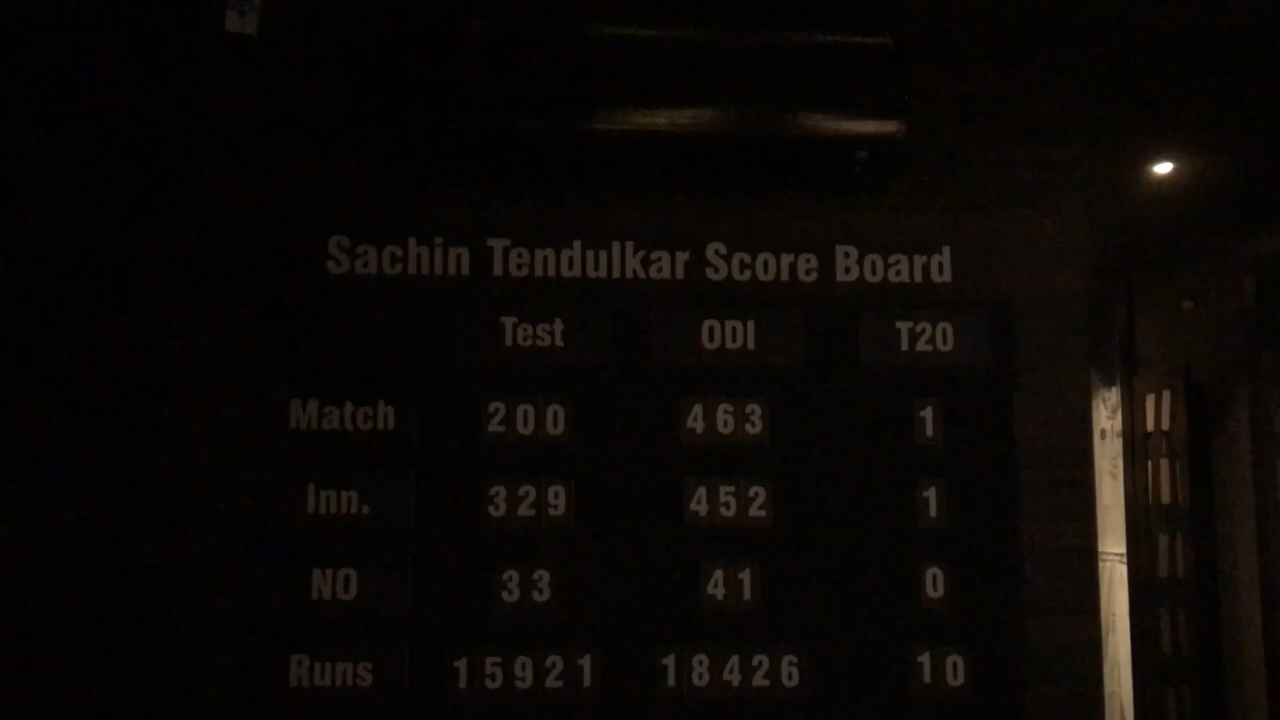 Sachin Tendulkar Score Board
Test ODI T20
Match 200 463 1
Inn. 329 452 1
NO 33 41 0
Runs 15921 18426 10